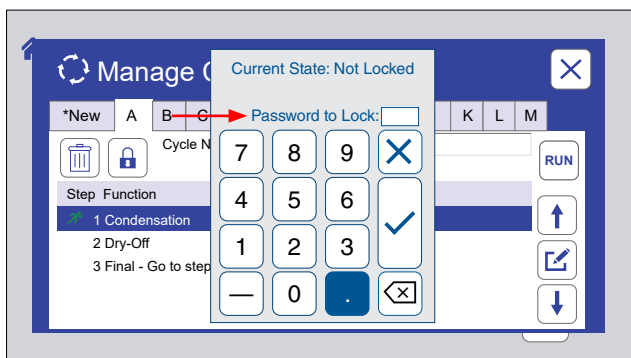 Manage C
Current State: Not Locked
*New A B C K L M
Password to Lock:
Cycle N
RUN
7 8 9
Step Function
4 5 6
1 Condensation
2 Dry-Off
1 2 3
3 Final - Go to step
— 0 .